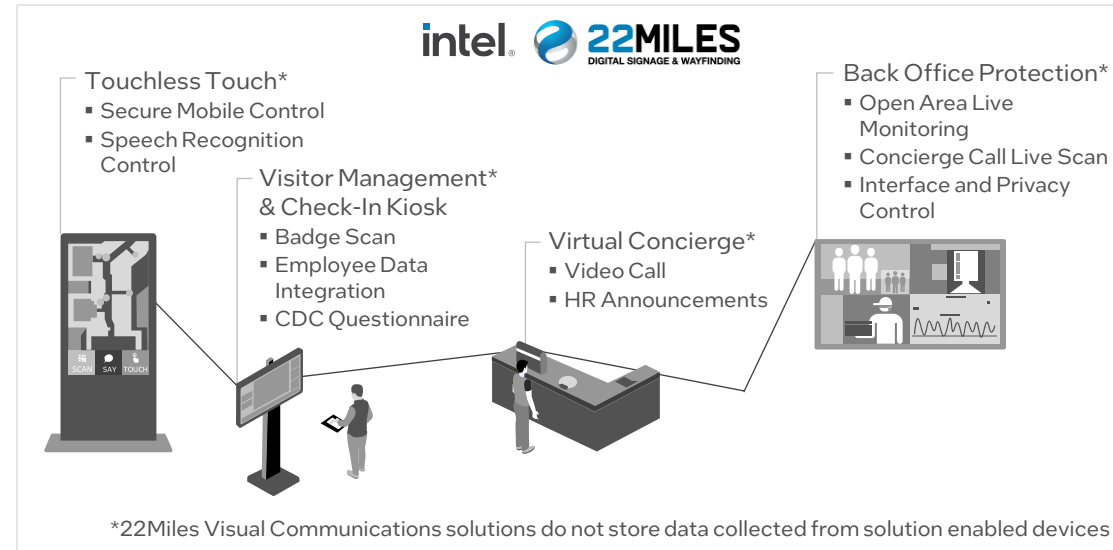 intel.
22MILES
DIGITAL SIGNAGE & WAYFINDING
Touchless Touch*
▪ Secure Mobile Control
▪ Speech Recognition
Control
Visitor Management*
& Check-In Kiosk
▪ Badge Scan
▪ Employee Data
Integration
▪ CDC Questionnaire
Virtual Concierge*
▪ Video Call
▪ HR Announcements
Back Office Protection*
▪ Open Area Live
Monitoring
▪ Concierge Call Live Scan
▪ Interface and Privacy
Control
SCAN SAY TOUCH
*22Miles Visual Communications solutions do not store data collected from solution enabled devices